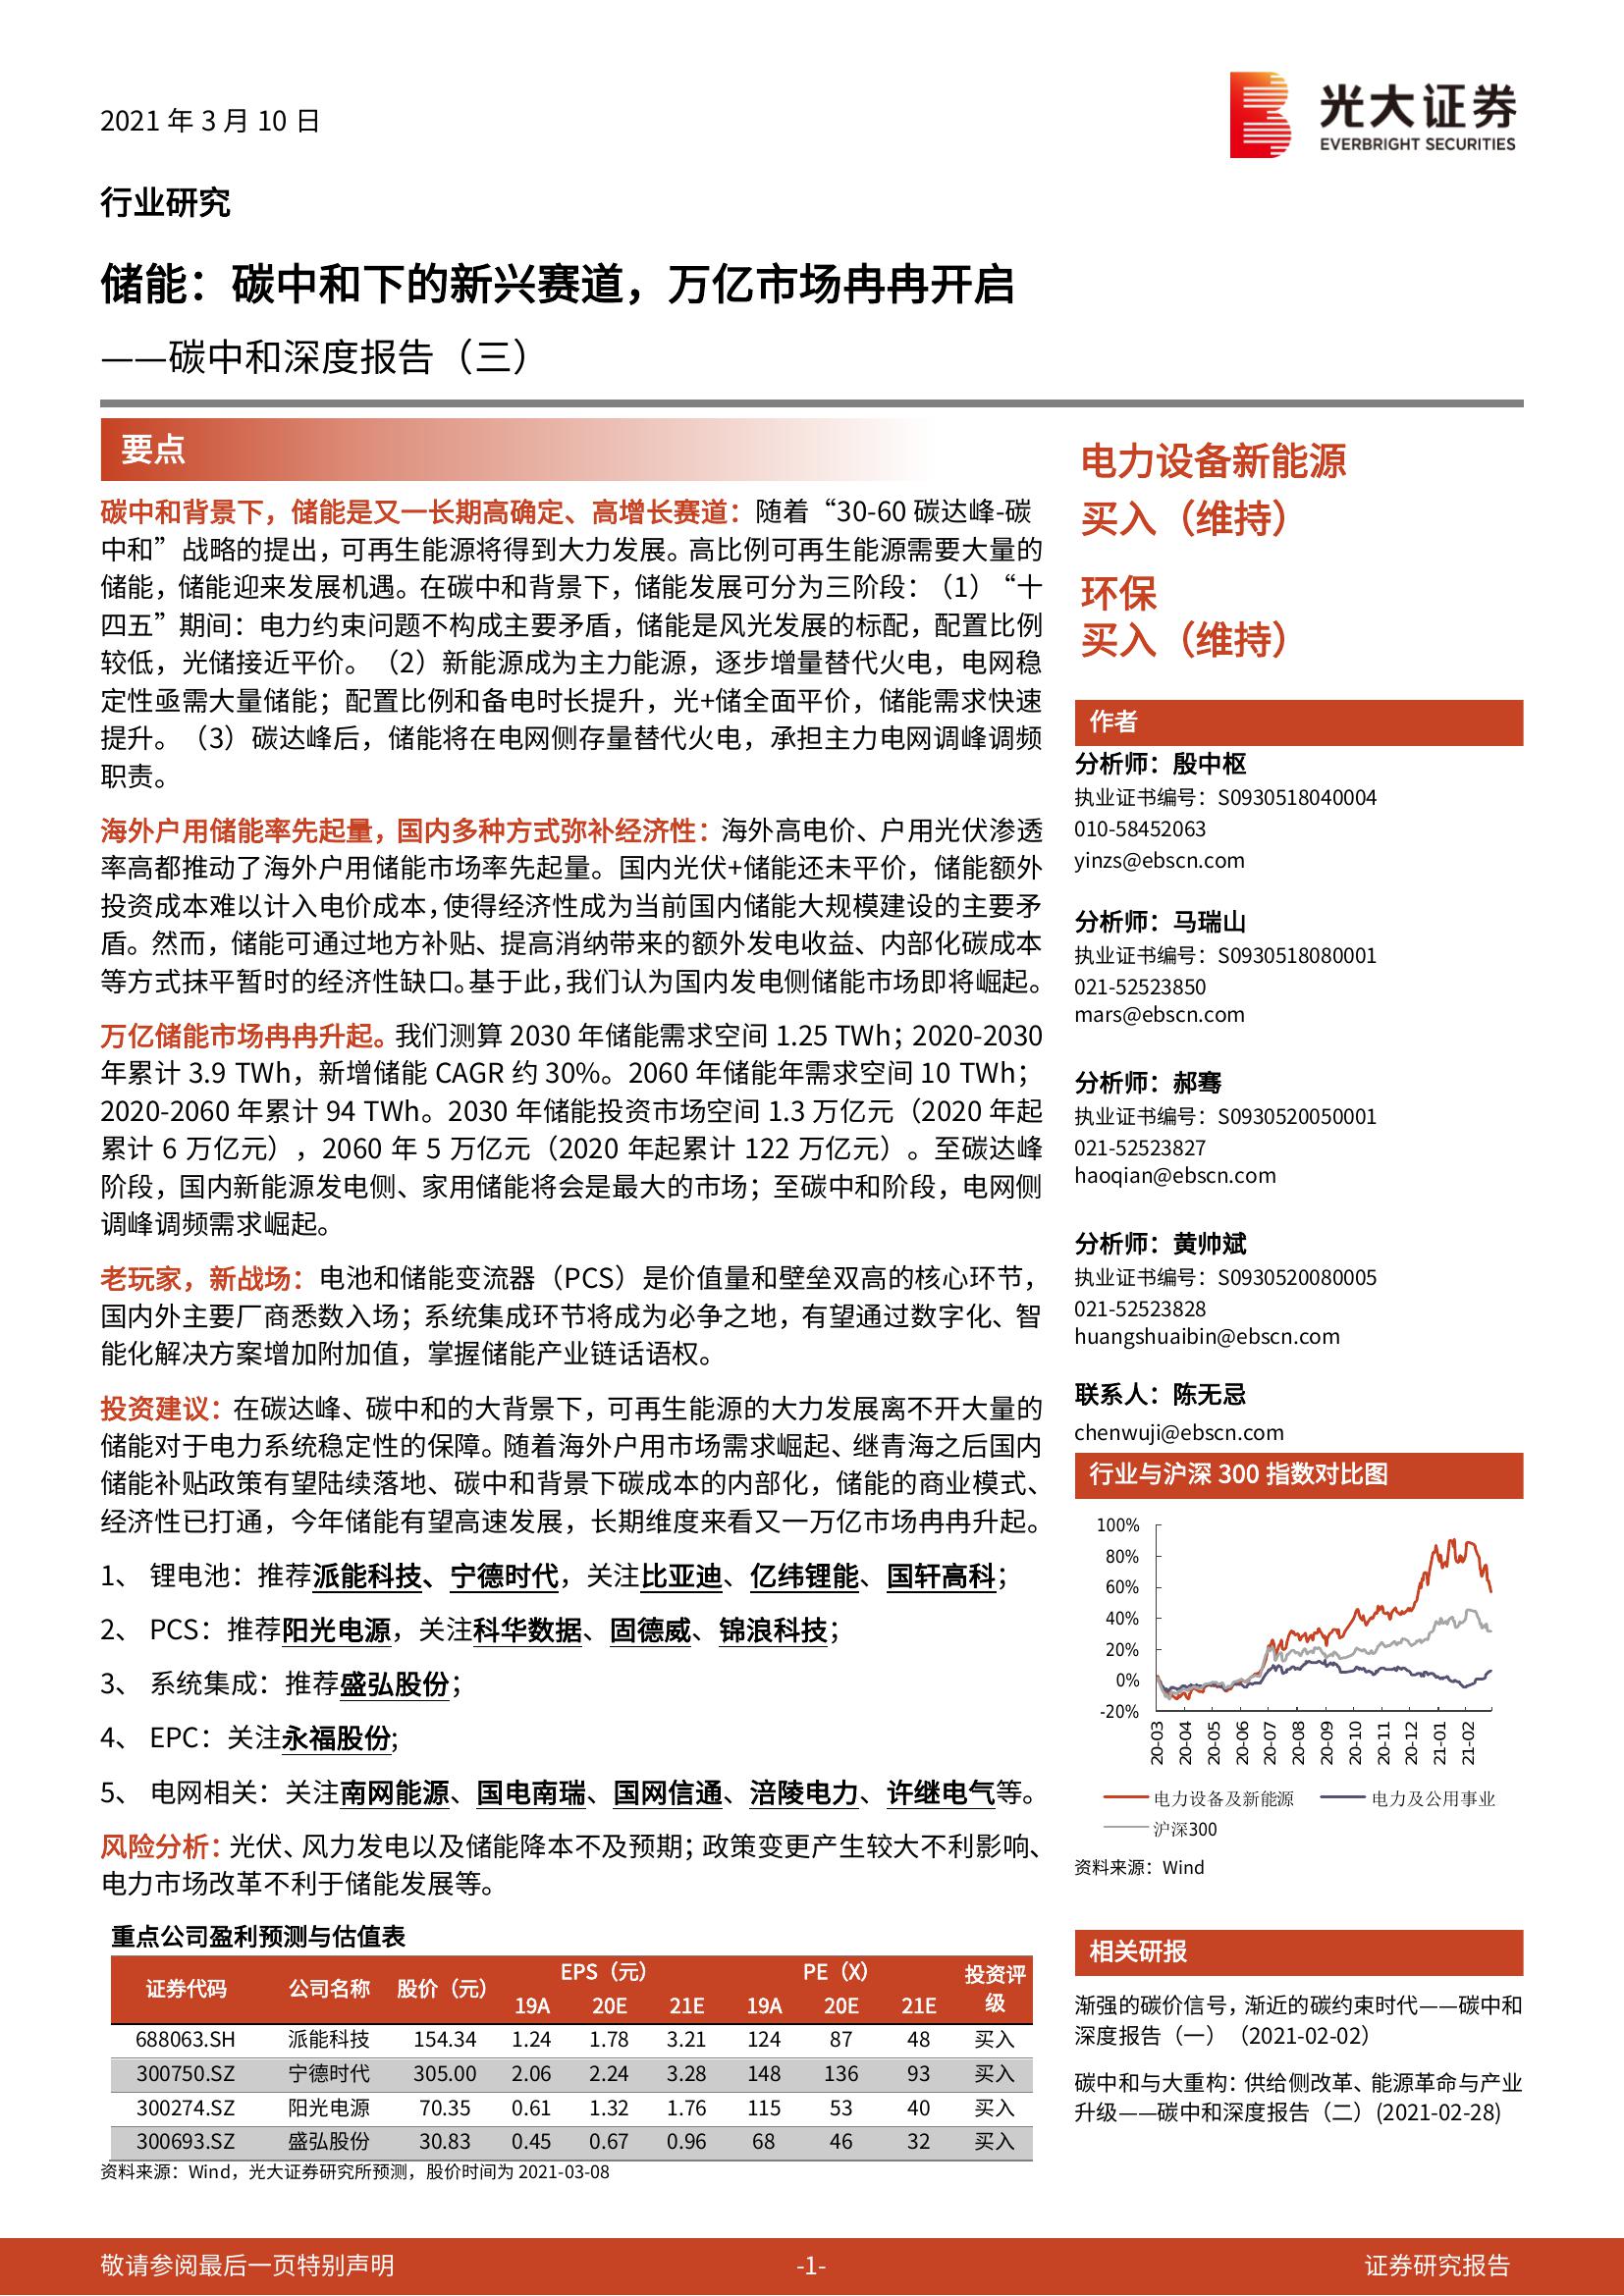 2021 年 3 月 10 日
光大证券
EVERBRIGHT SECURITIES
行业研究
储能：碳中和下的新兴赛道，万亿市场冉冉开启
——碳中和深度报告（三）
要点
碳中和背景下，储能是又一长期高确定、高增长赛道：随着“30-60 碳达峰-碳
中和”战略的提出，可再生能源将得到大力发展。高比例可再生能源需要大量的
储能，储能迎来发展机遇。在碳中和背景下，储能发展可分为三阶段：（1）“十
四五”期间：电力约束问题不构成主要矛盾，储能是风光发展的标配，配置比例
较低，光储接近平价。（2）新能源成为主力能源，逐步增量替代火电，电网稳
定性亟需大量储能；配置比例和备电时长提升，光+储全面平价，储能需求快速
提升。（3）碳达峰后，储能将在电网侧存量替代火电，承担主力电网调峰调频
职责。
海外户用储能率先起量，国内多种方式弥补经济性：海外高电价、户用光伏渗透
率高都推动了海外户用储能市场率先起量。国内光伏+储能还未平价，储能额外
投资成本难以计入电价成本，使得经济性成为当前国内储能大规模建设的主要矛
盾。然而，储能可通过地方补贴、提高消纳带来的额外发电收益、内部化碳成本
等方式抹平暂时的经济性缺口。基于此，我们认为国内发电侧储能市场即将崛起。
万亿储能市场冉冉升起。我们测算 2030 年储能需求空间 1.25 TWh；2020-2030
年累计 3.9 TWh，新增储能 CAGR 约 30%。2060 年储能年需求空间 10 TWh；
2020-2060 年累计 94 TWh。2030 年储能投资市场空间 1.3 万亿元（2020 年起
累计 6 万亿元），2060 年 5 万亿元（2020 年起累计 122 万亿元）。至碳达峰
阶段，国内新能源发电侧、家用储能将会是最大的市场；至碳中和阶段，电网侧
调峰调频需求崛起。
老玩家，新战场：电池和储能变流器（PCS）是价值量和壁垒双高的核心环节，
国内外主要厂商悉数入场；系统集成环节将成为必争之地，有望通过数字化、智
能化解决方案增加附加值，掌握储能产业链话语权。
投资建议：在碳达峰、碳中和的大背景下，可再生能源的大力发展离不开大量的
储能对于电力系统稳定性的保障。随着海外户用市场需求崛起、继青海之后国内
储能补贴政策有望陆续落地、碳中和背景下碳成本的内部化，储能的商业模式、
经济性已打通，今年储能有望高速发展，长期维度来看又一万亿市场冉冉升起。
1、 锂电池：推荐派能科技、宁德时代，关注比亚迪、亿纬锂能、国轩高科；
2、 PCS：推荐阳光电源，关注科华数据、固德威、锦浪科技；
3、 系统集成：推荐盛弘股份；
4、 EPC：关注永福股份;
5、 电网相关：关注南网能源、国电南瑞、国网信通、涪陵电力、许继电气等。
风险分析：光伏、风力发电以及储能降本不及预期；政策变更产生较大不利影响、
电力市场改革不利于储能发展等。
重点公司盈利预测与估值表
证券代码 公司名称 股价（元） EPS（元） PE（X） 投资评级
19A 20E 21E 19A 20E 21E
688063.SH 派能科技 154.34 1.24 1.78 3.21 124 87 48 买入
300750.SZ 宁德时代 305.00 2.06 2.24 3.28 148 136 93 买入
300274.SZ 阳光电源 70.35 0.61 1.32 1.76 115 53 40 买入
300693.SZ 盛弘股份 30.83 0.45 0.67 0.96 68 46 32 买入
资料来源：Wind，光大证券研究所预测，股价时间为 2021-03-08
电力设备新能源
买入（维持）
环保
买入（维持）
作者
分析师：殷中枢
执业证书编号：S0930518040004
010-58452063
yinzs@ebscn.com
分析师：马瑞山
执业证书编号：S0930518080001
021-52523850
mars@ebscn.com
分析师：郝骞
执业证书编号：S0930520050001
021-52523827
haoqian@ebscn.com
分析师：黄帅斌
执业证书编号：S0930520080005
021-52523828
huangshuaibin@ebscn.com
联系人：陈无忌
chenwuji@ebscn.com
行业与沪深 300 指数对比图
100%
80%
60%
40%
20%
0%
-20%
20-03 20-04 20-05 20-06 20-07 20-08 20-09 20-10 20-11 20-12 21-01 21-02
电力设备及新能源 电力及公用事业
沪深300
资料来源：Wind
相关研报
渐强的碳价信号，渐近的碳约束时代——碳中和
深度报告（一）（2021-02-02）
碳中和与大重构：供给侧改革、能源革命与产业
升级——碳中和深度报告（二）(2021-02-28)
敬请参阅最后一页特别声明 -1- 证券研究报告